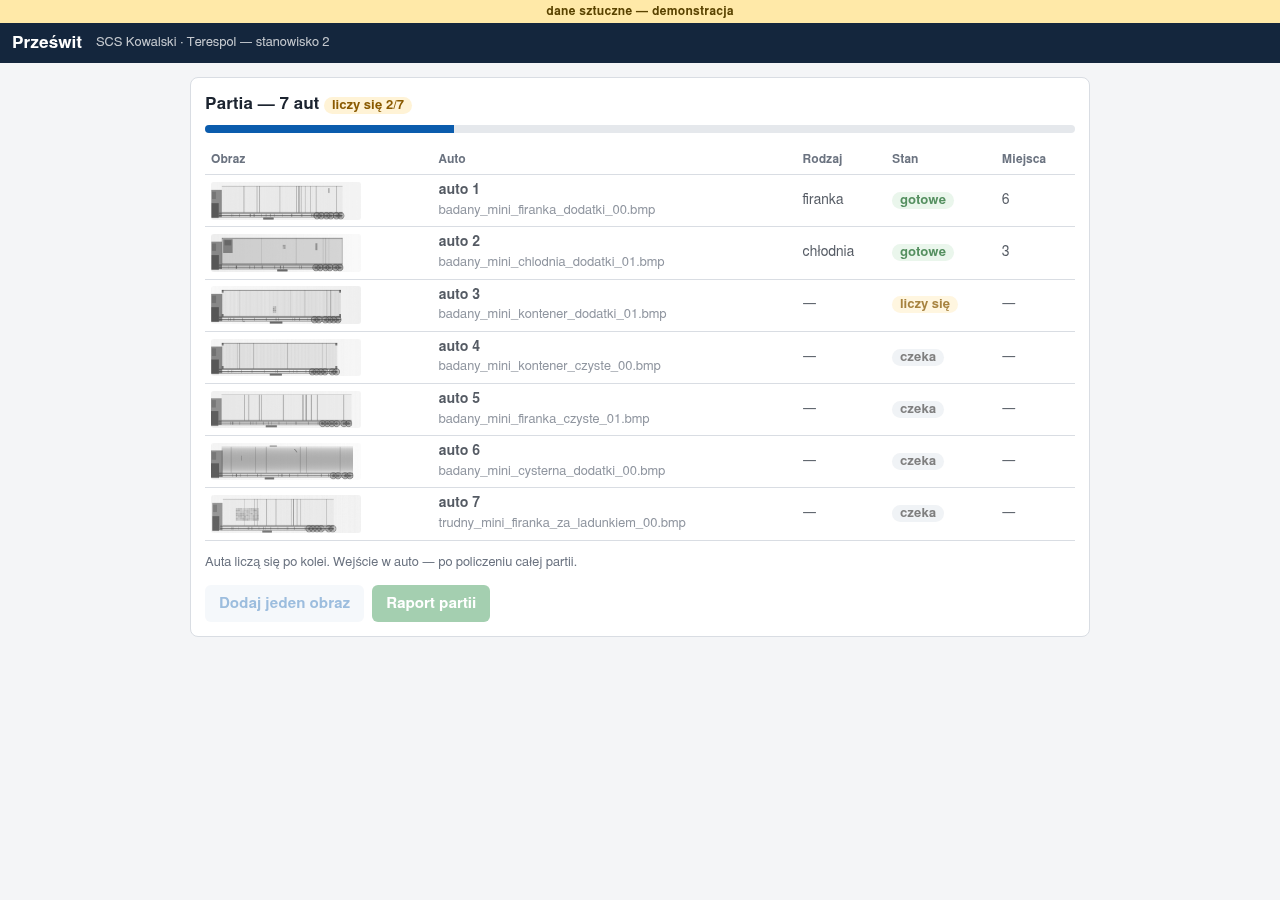 dane sztuczne — demonstracja
Prześwit SCS Kowalski · Terespol — stanowisko 2
Partia — 7 aut liczy się 2/7
Obraz Auto Rodzaj Stan Miejsca
auto 1
badany_mini_firanka_dodatki_00.bmp
firanka gotowe 6
auto 2
badany_mini_chlodnia_dodatki_01.bmp
chłodnia gotowe 3
auto 3
badany_mini_kontener_dodatki_01.bmp
— liczy się —
auto 4
badany_mini_kontener_czyste_00.bmp
— czeka —
auto 5
badany_mini_firanka_czyste_01.bmp
— czeka —
auto 6
badany_mini_cysterna_dodatki_00.bmp
— czeka —
auto 7
trudny_mini_firanka_za_ladunkiem_00.bmp
— czeka —
Auta liczą się po kolei. Wejście w auto — po policzeniu całej partii.
Dodaj jeden obraz Raport partii